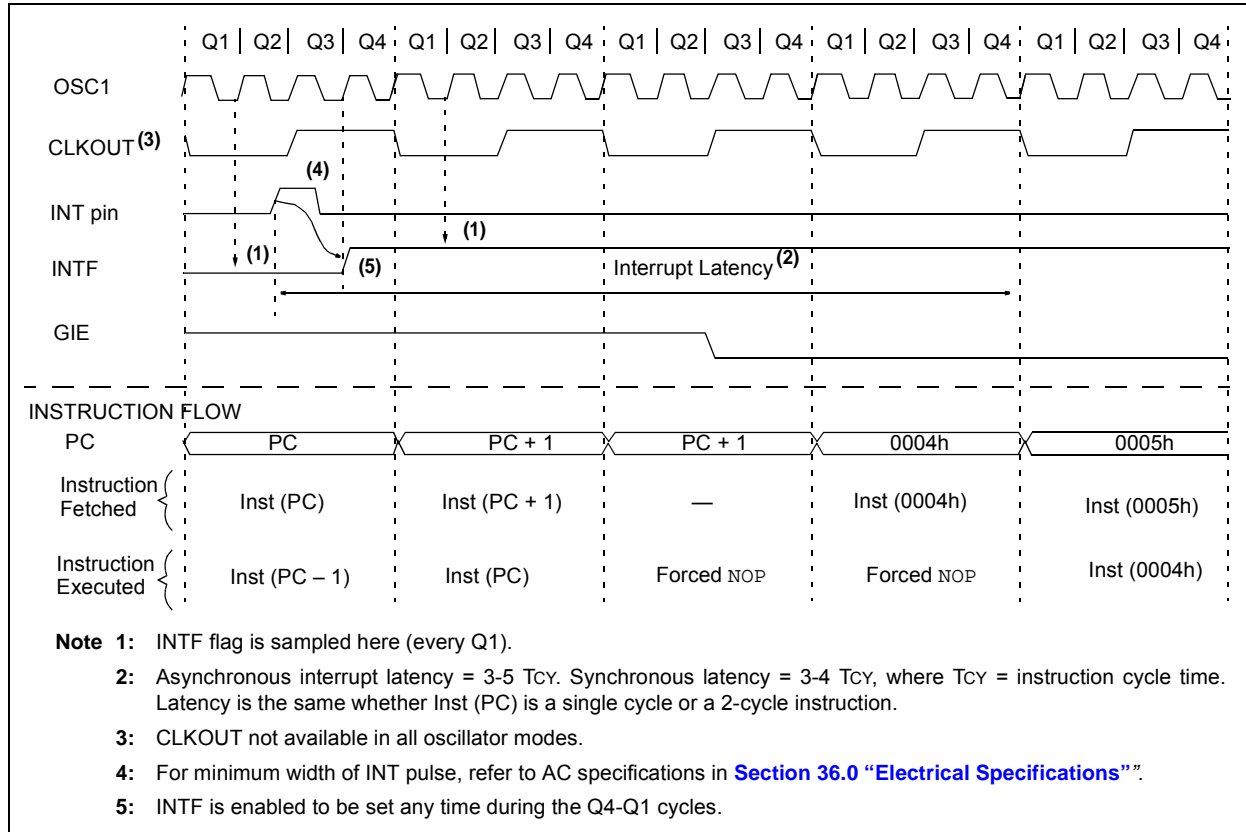 Q1 | Q2 | Q3 | Q4 Q1 | Q2 | Q3 | Q4 Q1 | Q2 | Q3 | Q4 Q1 | Q2 | Q3 | Q4 Q1 | Q2 | Q3 | Q4
OSC1
CLKOUT (3)
(4)
INT pin
(1) (1)
INTF (5) Interrupt Latency (2)
GIE
INSTRUCTION FLOW
PC PC PC + 1 PC + 1 0004h 0005h
Instruction
Fetched Inst (PC) Inst (PC + 1) — Inst (0004h) Inst (0005h)
Instruction
Executed Inst (PC – 1) Inst (PC) Forced NOP Forced NOP Inst (0004h)
Note 1: INTF flag is sampled here (every Q1).
2: Asynchronous interrupt latency = 3-5 TCY. Synchronous latency = 3-4 TCY, where TCY = instruction cycle time.
Latency is the same whether Inst (PC) is a single cycle or a 2-cycle instruction.
3: CLKOUT not available in all oscillator modes.
4: For minimum width of INT pulse, refer to AC specifications in Section 36.0 “Electrical Specifications””.
5: INTF is enabled to be set any time during the Q4-Q1 cycles.